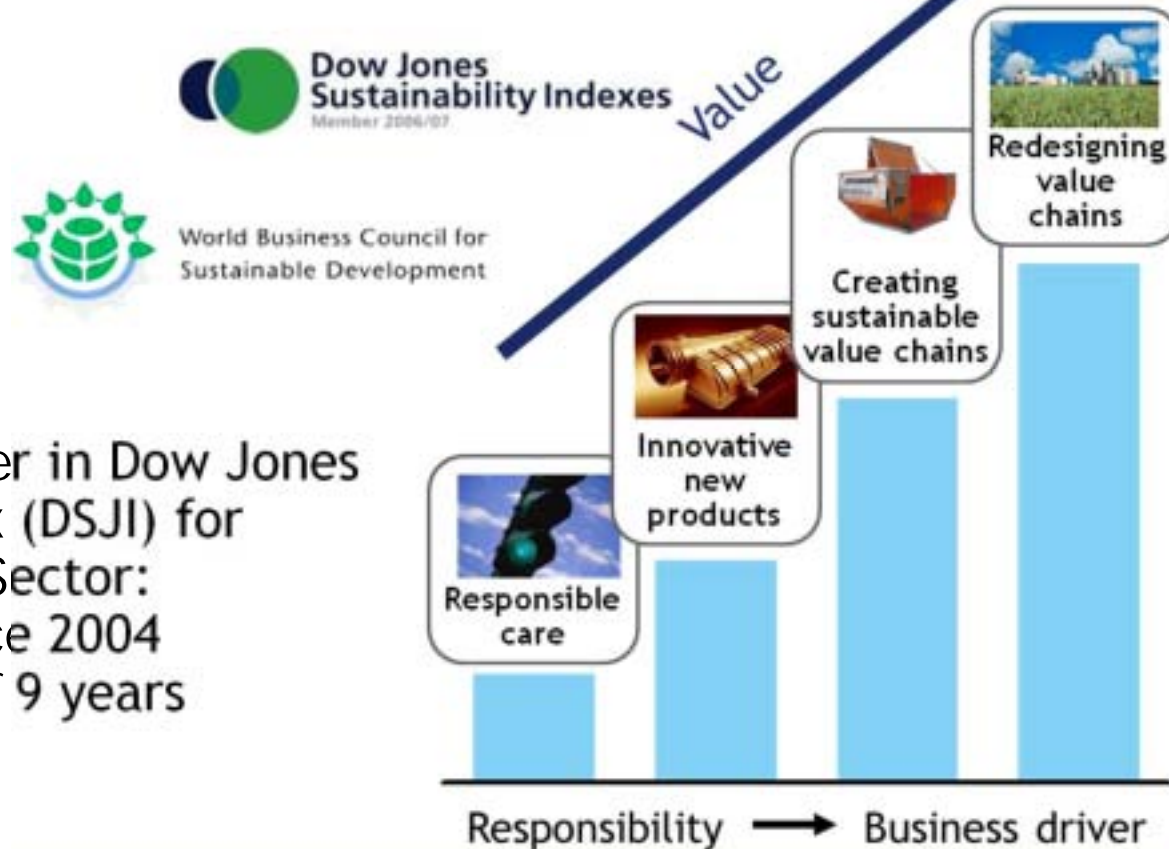 Dow Jones
Sustainability Indexes
Member 2006/07
World Business Council for
Sustainable Development
Value
Redesigning
value
chains
Creating
sustainable
value chains
Innovative
new
products
Responsible
care
er in Dow Jones
(DSJI) for
Sector:
ce 2004
9 years
Responsibility → Business driver